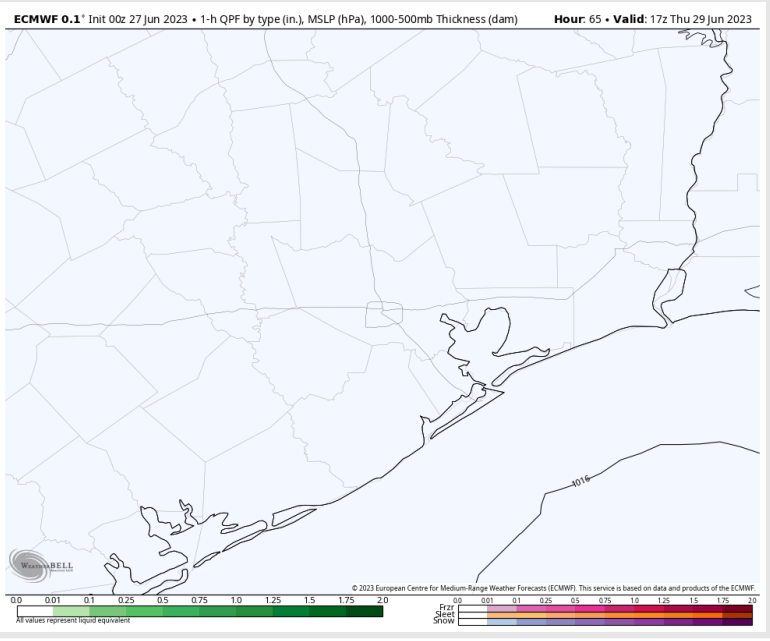 ECMWF 0.1° Init 00z 27 Jun 2023 • 1-h QPF by type (in.), MSLP (hPa), 1000-500mb Thickness (dam) Hour: 65 • Valid: 17z Thu 29 Jun 2023
1016
WEATHERBELL
© 2023 European Centre for Medium-Range Weather Forecasts (ECMWF). This service is based on data and products of the ECMWF.
0.0 0.01 0.1 0.25 0.5 0.75 1.0 1.25 1.5 1.75 2.0
All values represent liquid equivalent
0.0 0.01 0.1 0.25 0.5 0.75 1.0 1.25 1.5 1.75 2.0
Frzr
Sleet
Snow